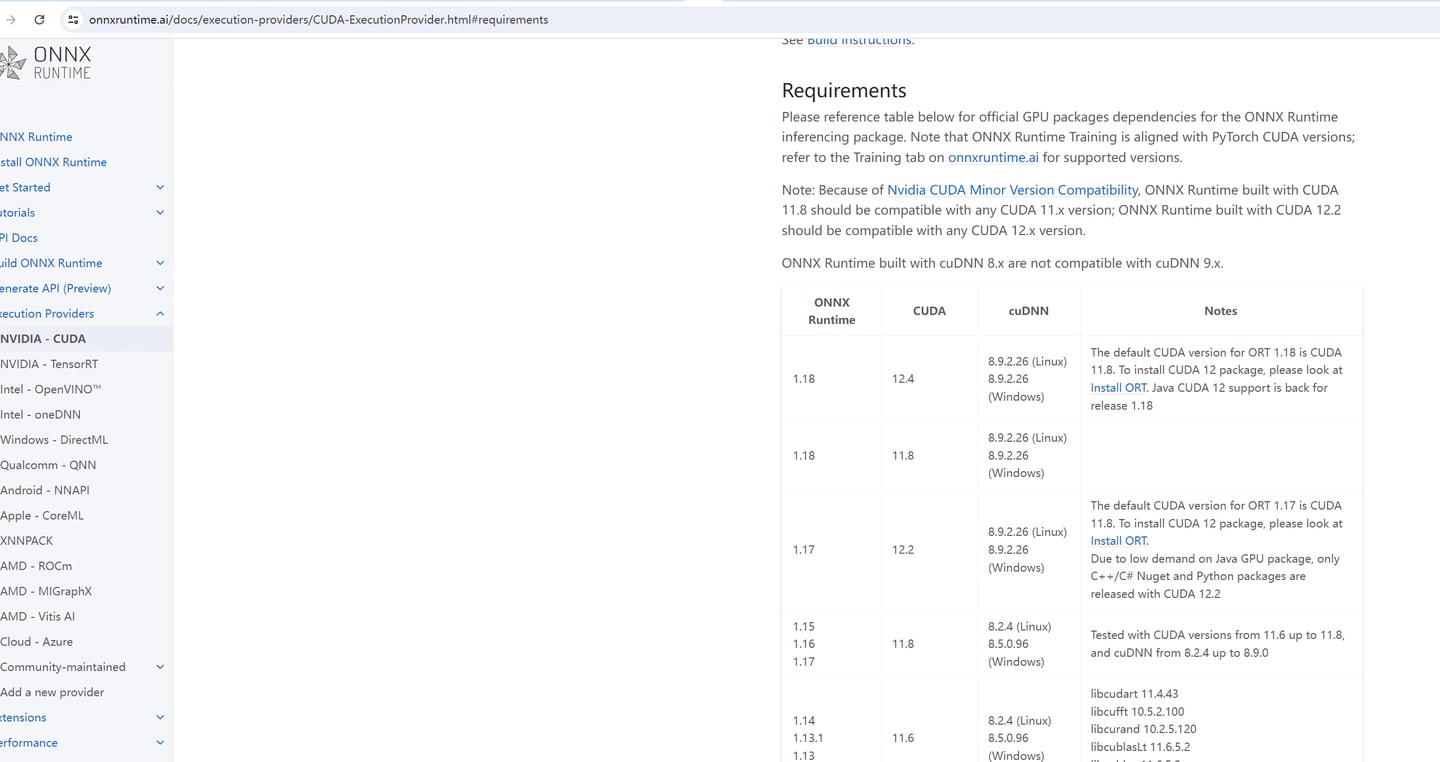 onnxruntime.ai/docs/execution-providers/CUDA-ExecutionProvider.html#requirements
ONNX
RUNTIME
NNX Runtime
stall ONNX Runtime
et Started
utorials
PI Docs
uild ONNX Runtime
enerate API (Preview)
xecution Providers
NVIDIA - CUDA
NVIDIA - TensorRT
Intel - OpenVINO™
Intel - oneDNN
Windows - DirectML
Qualcomm - QNN
Android - NNAPI
Apple - CoreML
XNNPACK
AMD - ROCm
AMD - MIGraphX
AMD - Vitis AI
Cloud - Azure
Community-maintained
Add a new provider
xtensions
erformance
See Build Instructions.
Requirements
Please reference table below for official GPU packages dependencies for the ONNX Runtime
inferencing package. Note that ONNX Runtime Training is aligned with PyTorch CUDA versions;
refer to the Training tab on onnxruntime.ai for supported versions.
Note: Because of Nvidia CUDA Minor Version Compatibility, ONNX Runtime built with CUDA
11.8 should be compatible with any CUDA 11.x version; ONNX Runtime built with CUDA 12.2
should be compatible with any CUDA 12.x version.
ONNX Runtime built with cuDNN 8.x are not compatible with cuDNN 9.x.
ONNX
Runtime
CUDA
cuDNN
Notes
1.18
12.4
8.9.2.26 (Linux)
8.9.2.26
(Windows)
The default CUDA version for ORT 1.18 is CUDA
11.8. To install CUDA 12 package, please look at
Install ORT. Java CUDA 12 support is back for
release 1.18
1.18
11.8
8.9.2.26 (Linux)
8.9.2.26
(Windows)
1.17
12.2
8.9.2.26 (Linux)
8.9.2.26
(Windows)
The default CUDA version for ORT 1.17 is CUDA
11.8. To install CUDA 12 package, please look at
Install ORT.
Due to low demand on Java GPU package, only
C++/C# Nuget and Python packages are
released with CUDA 12.2
1.15
1.16
1.17
11.8
8.2.4 (Linux)
8.5.0.96
(Windows)
Tested with CUDA versions from 11.6 up to 11.8,
and cuDNN from 8.2.4 up to 8.9.0
1.14
1.13.1
1.13
11.6
8.2.4 (Linux)
8.5.0.96
(Windows)
libcudart 11.4.43
libcufft 10.5.2.100
libcurand 10.2.5.120
libcublasLt 11.6.5.2